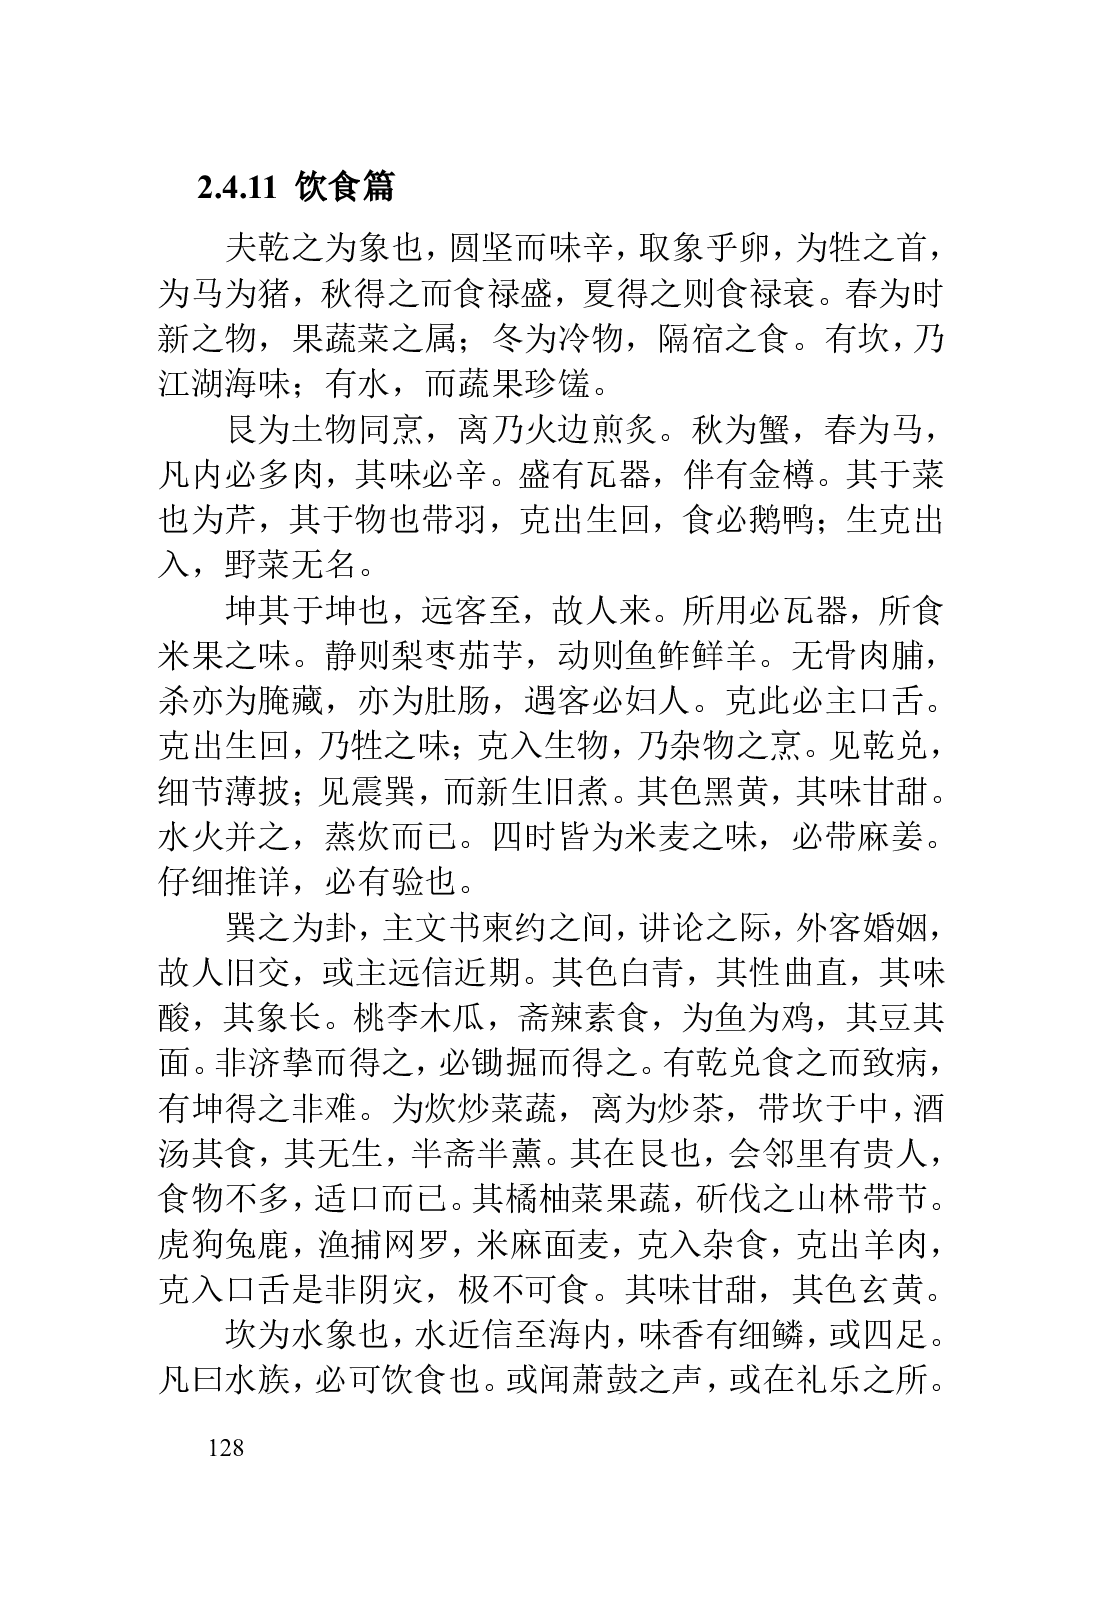 2.4.11 饮食篇
夫乾之为象也，圆坚而味辛，取象乎卵，为牲之首，
为马为猪，秋得之而食禄盛，夏得之则食禄衰。春为时
新之物，果蔬菜之属；冬为冷物，隔宿之食。有坎，乃
江湖海味；有水，而蔬果珍馐。
艮为土物同烹，离乃火边煎炙。秋为蟹，春为马，
凡内必多肉，其味必辛。盛有瓦器，伴有金樽。其于菜
也为芹，其于物也带羽，克出生回，食必鹅鸭；生克出
入，野菜无名。
坤其于坤也，远客至，故人来。所用必瓦器，所食
米果之味。静则梨枣茄芋，动则鱼鲊鲜羊。无骨肉脯，
杀亦为腌藏，亦为肚肠，遇客必妇人。克此必主口舌。
克出生回，乃牲之味；克入生物，乃杂物之烹。见乾兑，
细节薄披；见震巽，而新生旧煮。其色黑黄，其味甘甜。
水火并之，蒸炊而已。四时皆为米麦之味，必带麻姜。
仔细推详，必有验也。
巽之为卦，主文书柬约之间，讲论之际，外客婚姻，
故人旧交，或主远信近期。其色白青，其性曲直，其味
酸，其象长。桃李木瓜，斋辣素食，为鱼为鸡，其豆其
面。非济挚而得之，必锄掘而得之。有乾兑食之而致病，
有坤得之非难。为炊炒菜蔬，离为炒茶，带坎于中，酒
汤其食，其无生，半斋半薰。其在艮也，会邻里有贵人，
食物不多，适口而已。其橘柚菜果蔬，斫伐之山林带节。
虎狗兔鹿，渔捕网罗，米麻面麦，克入杂食，克出羊肉，
克入口舌是非阴灾，极不可食。其味甘甜，其色玄黄。
坎为水象也，水近信至海内，味香有细鳞，或四足。
凡曰水族，必可饮食也。或闻萧鼓之声，或在礼乐之所。
128